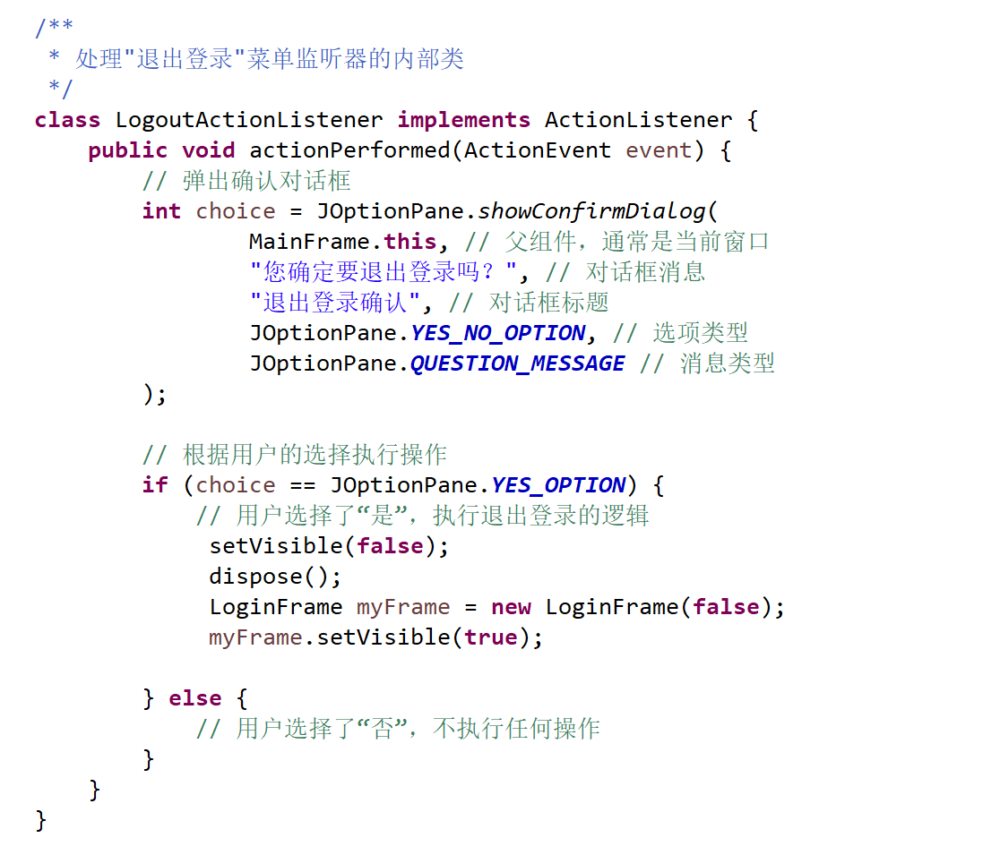 /**
 * 处理"退出登录"菜单监听器的内部类
 */
class LogoutActionListener implements ActionListener {
    public void actionPerformed(ActionEvent event) {
        // 弹出确认对话框
        int choice = JOptionPane.showConfirmDialog(
                MainFrame.this, // 父组件，通常是当前窗口
                "您确定要退出登录吗？", // 对话框消息
                "退出登录确认", // 对话框标题
                JOptionPane.YES_NO_OPTION, // 选项类型
                JOptionPane.QUESTION_MESSAGE // 消息类型
        );

        // 根据用户的选择执行操作
        if (choice == JOptionPane.YES_OPTION) {
            // 用户选择了“是”，执行退出登录的逻辑
             setVisible(false);
             dispose();
             LoginFrame myFrame = new LoginFrame(false);
             myFrame.setVisible(true);

        } else {
            // 用户选择了“否”，不执行任何操作
        }
    }
}